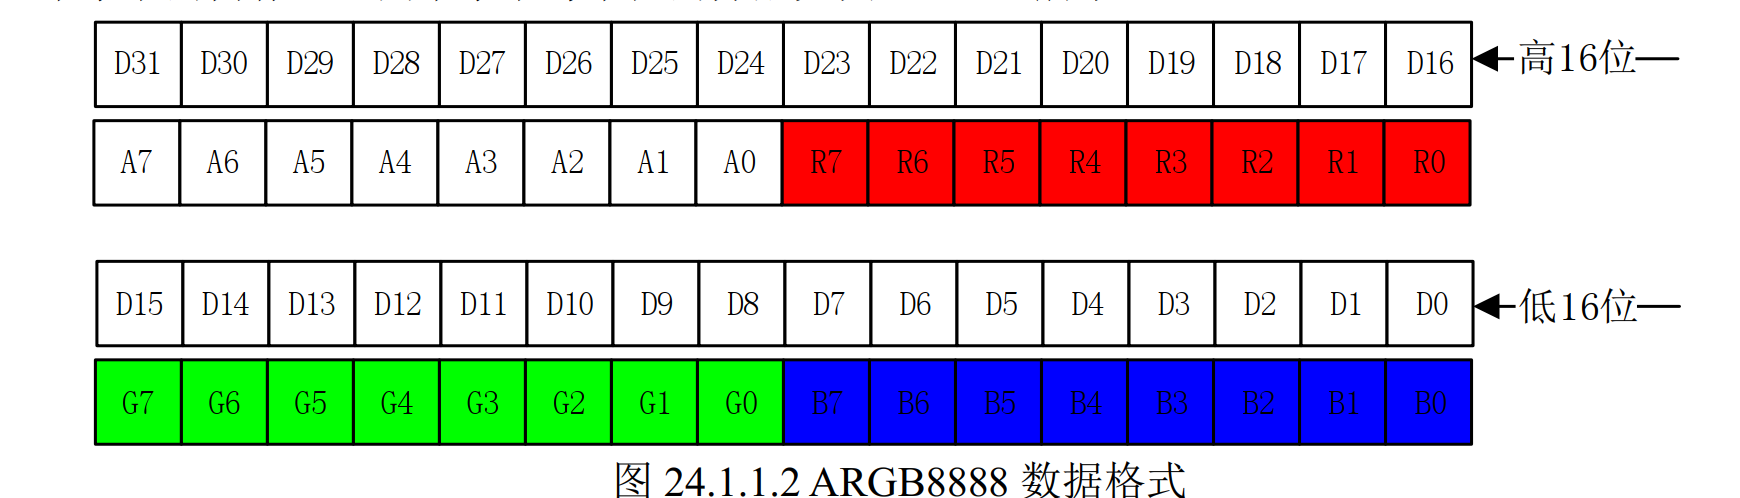 D31 D30 D29 D28 D27 D26 D25 D24 D23 D22 D21 D20 D19 D18 D17 D16 高16位
A7 A6 A5 A4 A3 A2 A1 A0 R7 R6 R5 R4 R3 R2 R1 R0
D15 D14 D13 D12 D11 D10 D9 D8 D7 D6 D5 D4 D3 D2 D1 D0 低16位
G7 G6 G5 G4 G3 G2 G1 G0 B7 B6 B5 B4 B3 B2 B1 B0
图 24.1.1.2 ARGB8888 数据格式